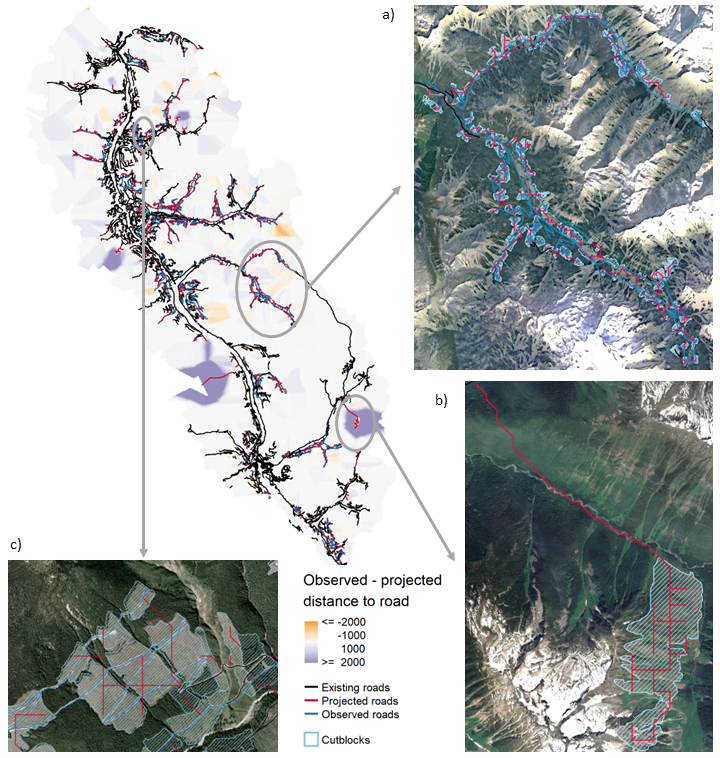 a)
b)
c)
Observed - projected
distance to road
<= -2000
-1000
1000
>= 2000
Existing roads
Projected roads
Observed roads
Cutblocks